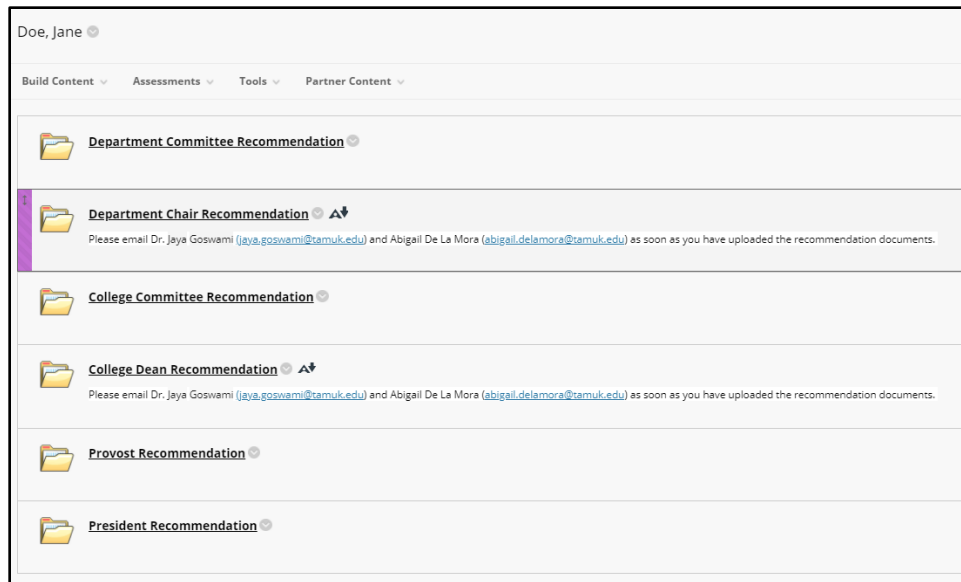 Doe, Jane
Build Content Assessments Tools Partner Content
Department Committee Recommendation
Department Chair Recommendation
Please email Dr. Jaya Goswami (jaya.goswami@tamuk.edu) and Abigail De La Mora (abigail.delamora@tamuk.edu) as soon as you have uploaded the recommendation documents.
College Committee Recommendation
College Dean Recommendation
Please email Dr. Jaya Goswami (jaya.goswami@tamuk.edu) and Abigail De La Mora (abigail.delamora@tamuk.edu) as soon as you have uploaded the recommendation documents.
Provost Recommendation
President Recommendation